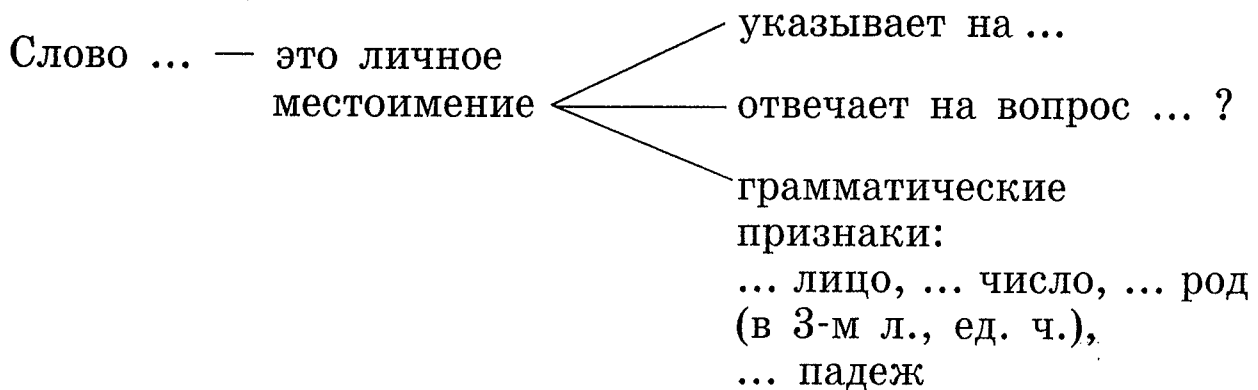 Слово ... — это личное
местоимение
указывает на ...
отвечает на вопрос ... ?
грамматические
признаки:
... лицо, ... число, ... род
(в 3-м л., ед. ч.),
... падеж